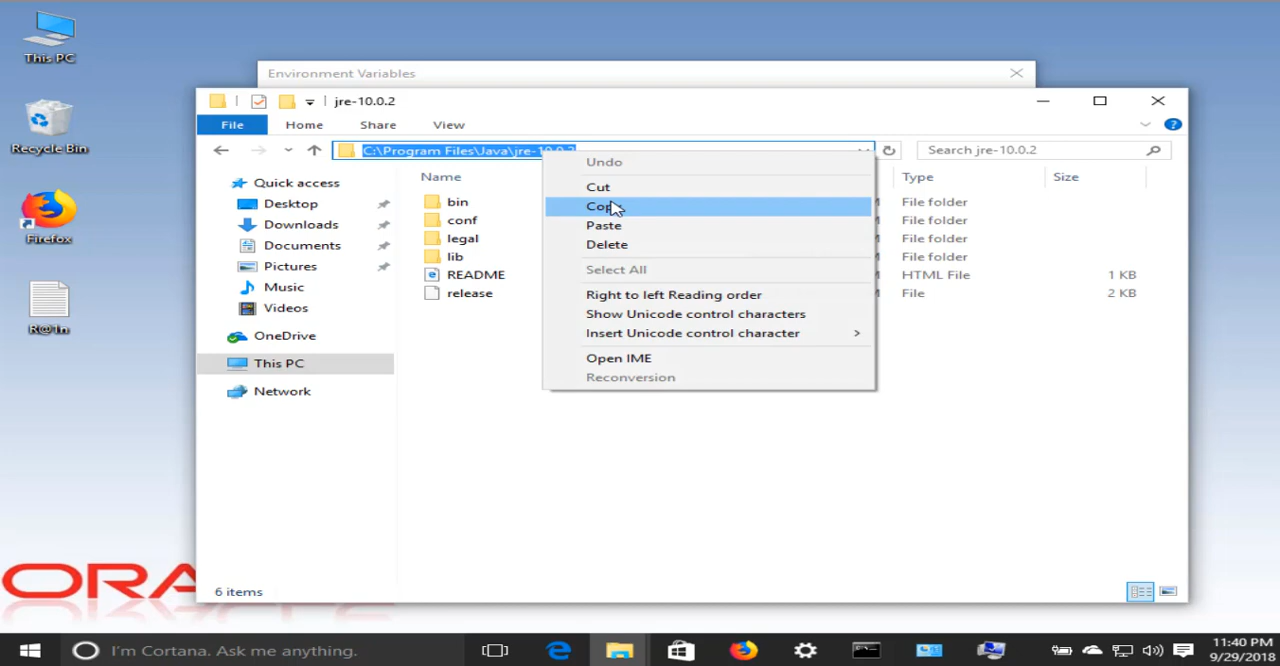 This PC
Recycle Bin
Firefox
R@!n
Environment Variables
jre-10.0.2
File
Home
Share
View
C:\Program Files\Java\jre-10.0.2
Search jre-10.0.2
Quick access
Desktop
Downloads
Documents
Pictures
Music
Videos
OneDrive
This PC
Network
Name
Type
Size
bin
File folder
conf
File folder
legal
File folder
lib
File folder
README
HTML File
1 KB
release
File
2 KB
Undo
Cut
Copy
Paste
Delete
Select All
Right to left Reading order
Show Unicode control characters
Insert Unicode control character
Open IME
Reconversion
6 items
I'm Cortana. Ask me anything.
11:40 PM
9/29/2018